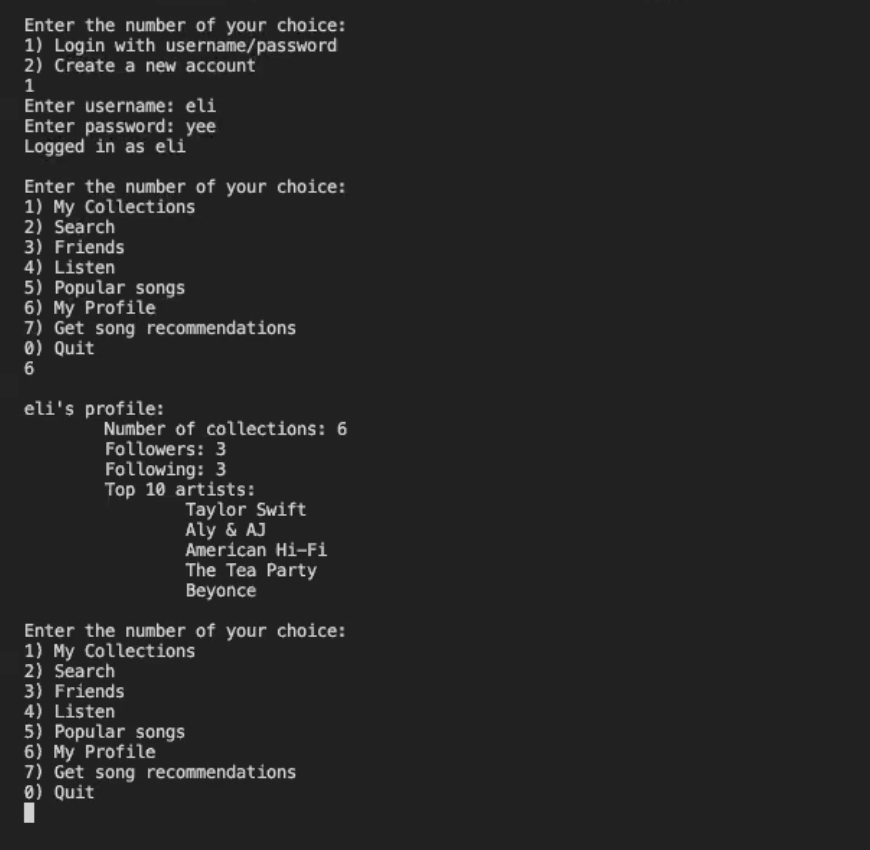 Enter the number of your choice:
1) Login with username/password
2) Create a new account
1
Enter username: eli
Enter password: yee
Logged in as eli
Enter the number of your choice:
1) My Collections
2) Search
3) Friends
4) Listen
5) Popular songs
6) My Profile
7) Get song recommendations
0) Quit
6
eli's profile:
Number of collections: 6
Followers: 3
Following: 3
Top 10 artists:
Taylor Swift
Aly & AJ
American Hi-Fi
The Tea Party
Beyonce
Enter the number of your choice:
1) My Collections
2) Search
3) Friends
4) Listen
5) Popular songs
6) My Profile
7) Get song recommendations
0) Quit